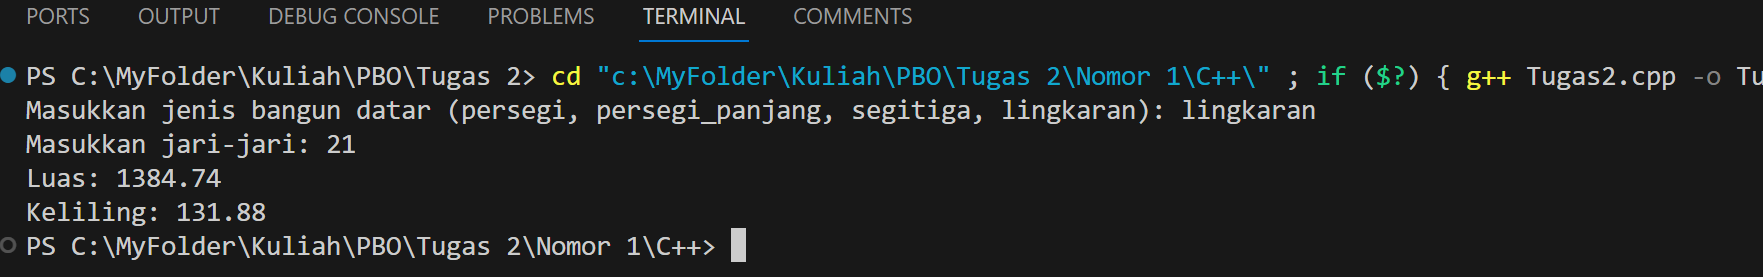 PORTS OUTPUT DEBUG CONSOLE PROBLEMS TERMINAL COMMENTS
PS C:\MyFolder\Kuliah\PBO\Tugas 2> cd "c:\MyFolder\Kuliah\PBO\Tugas 2\Nomor 1\C++\" ; if ($?) { g++ Tugas2.cpp -o Tu
Masukkan jenis bangun datar (persegi, persegi_panjang, segitiga, lingkaran): lingkaran
Masukkan jari-jari: 21
Luas: 1384.74
Keliling: 131.88
PS C:\MyFolder\Kuliah\PBO\Tugas 2\Nomor 1\C++>